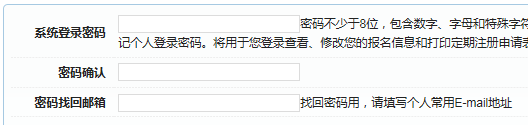 系统登录密码 密码不少于8位，包含数字、字母和特殊字符
记个人登录密码。将用于您登录查看、修改您的报名信息和打印定期注册申请表
密码确认
密码找回邮箱 找回密码用，请填写个人常用E-mail地址